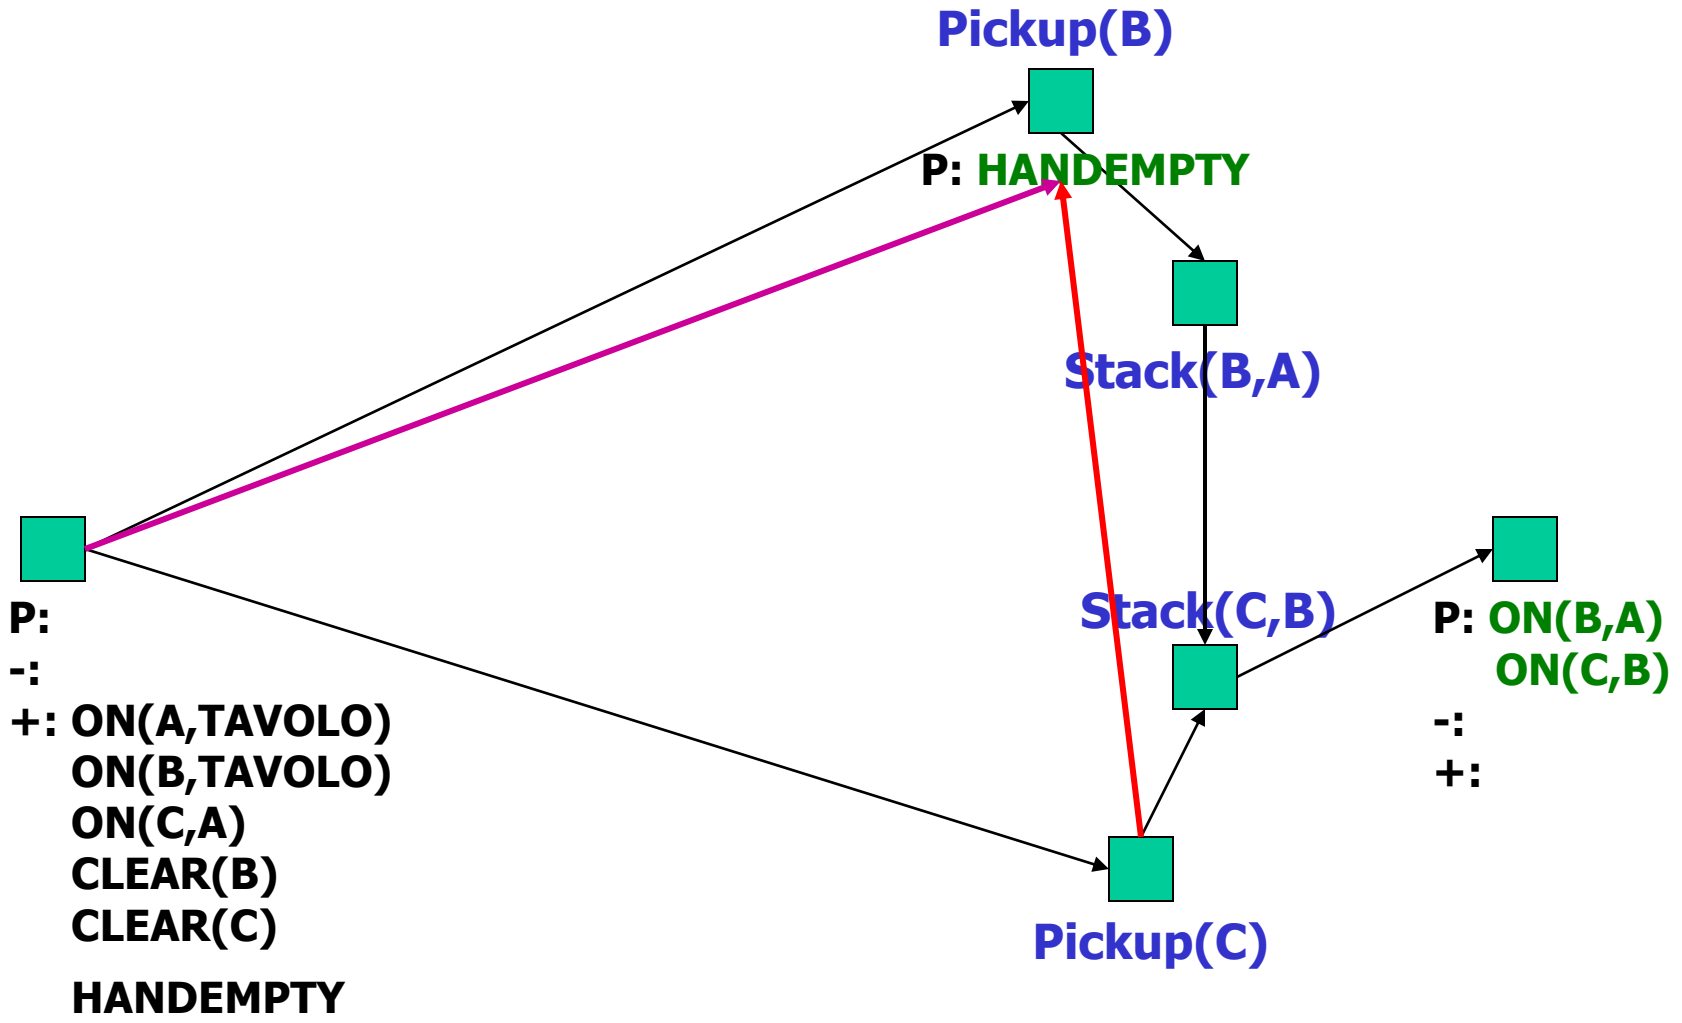 Pickup(B)
P: HANDEMPTY
Stack(B,A)
Stack(C,B)
P:
-:
+: ON(A,TAVOLO)
ON(B,TAVOLO)
ON(C,A)
CLEAR(B)
CLEAR(C)
HANDEMPTY
P: ON(B,A)
ON(C,B)
-:
+:
Pickup(C)